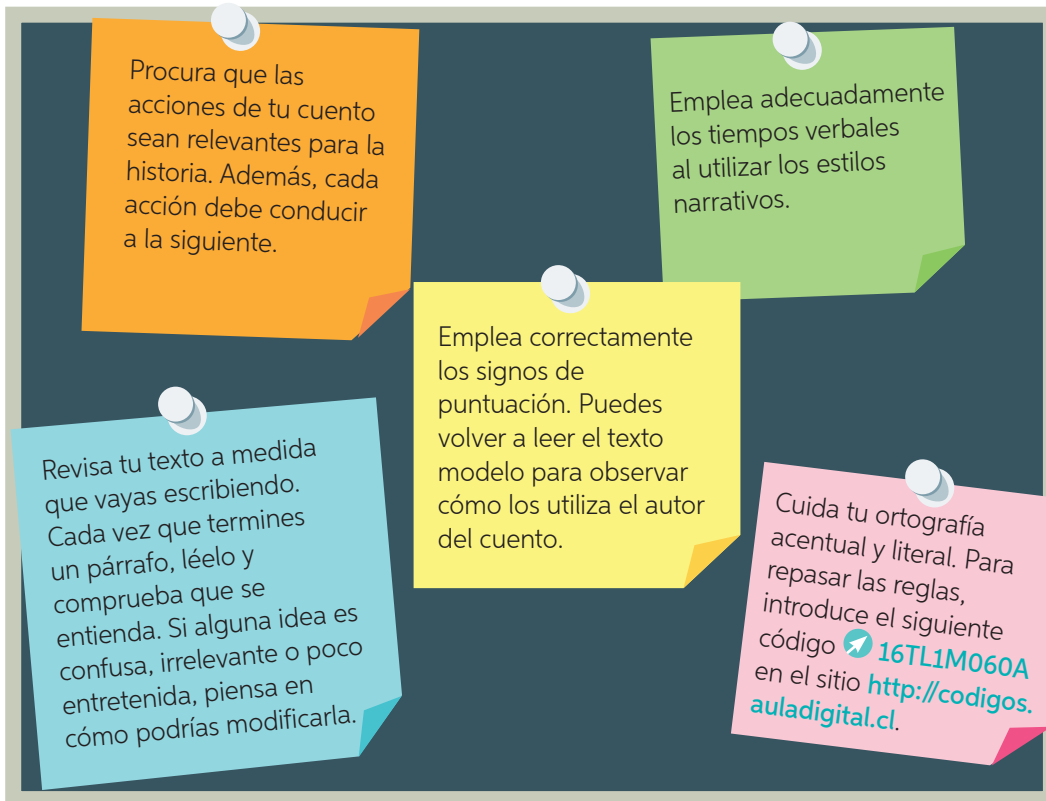 Procura que las
acciones de tu cuento
sean relevantes para la
historia. Además, cada
acción debe conducir
a la siguiente.
Emplea adecuadamente
los tiempos verbales
al utilizar los estilos
narrativos.
Emplea correctamente
los signos de
puntuación. Puedes
volver a leer el texto
modelo para observar
cómo los utiliza el autor
del cuento.
Revisa tu texto a medida
que vayas escribiendo.
Cada vez que termines
un párrafo, léelo y
comprueba que se
entienda. Si alguna idea es
confusa, irrelevante o poco
entretenida, piensa en
cómo podrías modificarla.
Cuida tu ortografía
acentual y literal. Para
repasar las reglas,
introduce el siguiente
código 16TL1M060A
en el sitio http://codigos.
auladigital.cl.